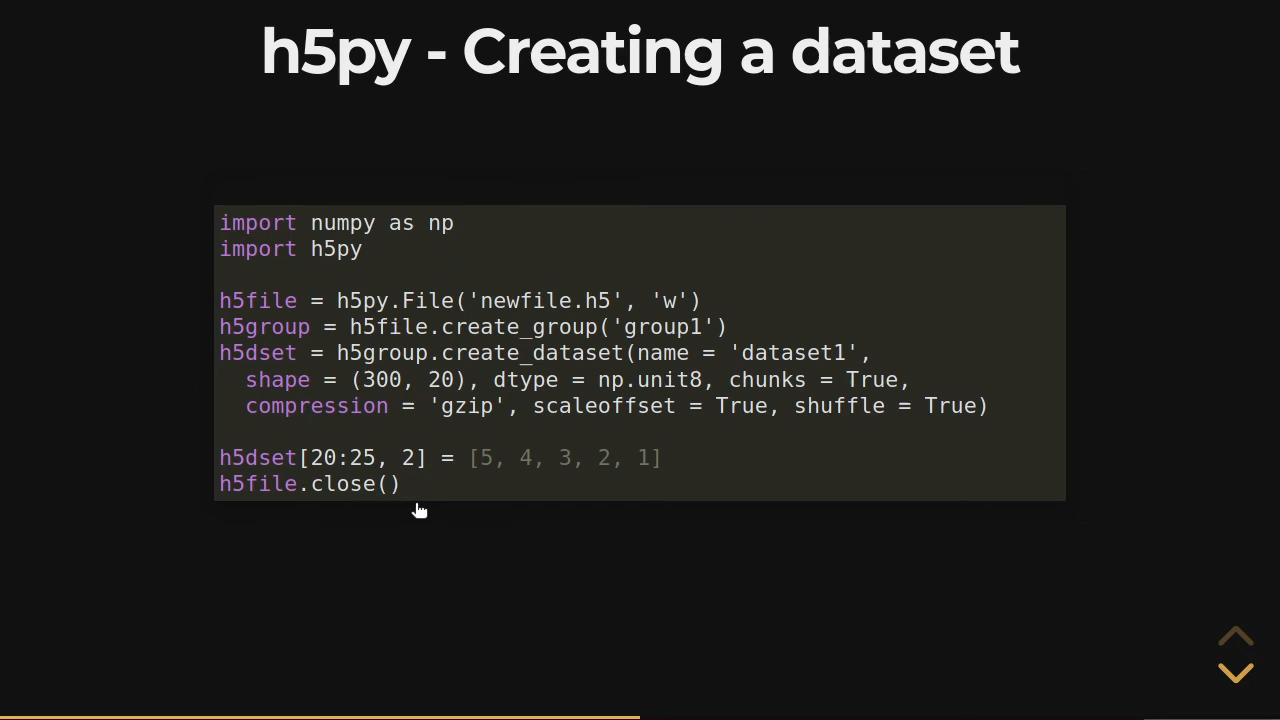 h5py - Creating a dataset
import numpy as np
import h5py
h5file = h5py.File('newfile.h5', 'w')
h5group = h5file.create_group('group1')
h5dset = h5group.create_dataset(name = 'dataset1',
shape = (300, 20), dtype = np.unit8, chunks = True,
compression = 'gzip', scaleoffset = True, shuffle = True)
h5dset[20:25, 2] = [5, 4, 3, 2, 1]
h5file.close()